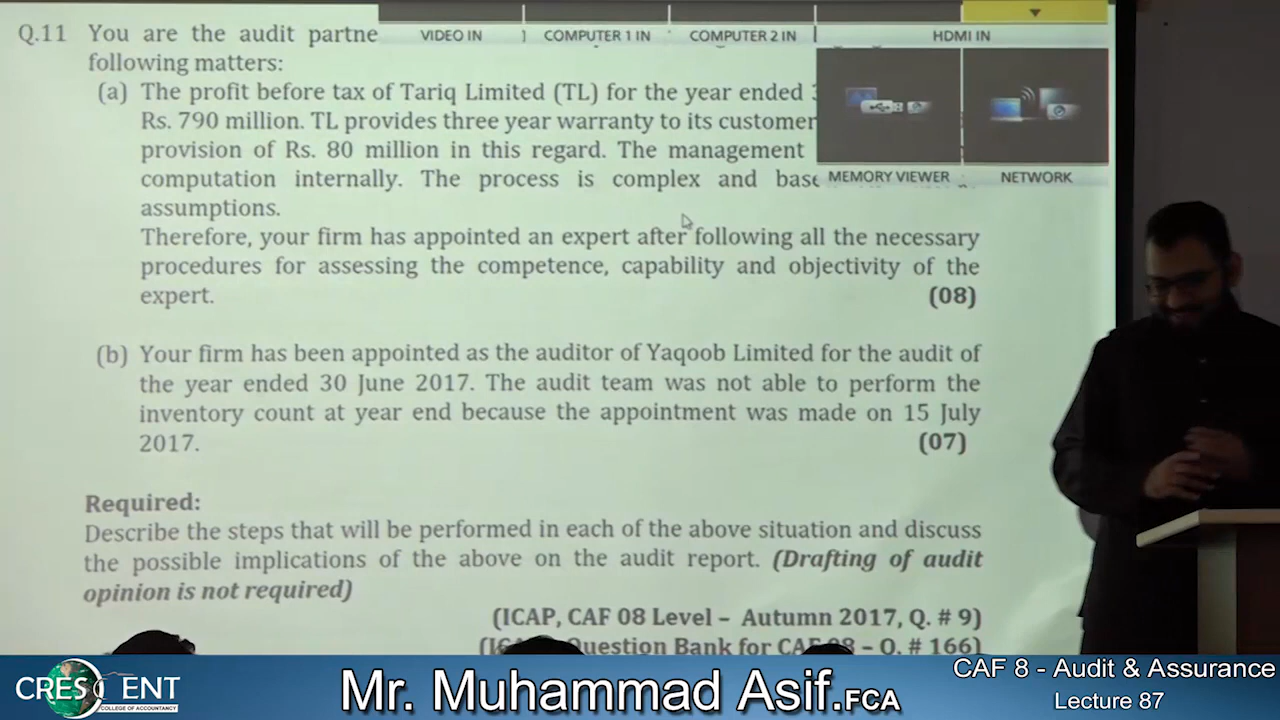 Q.11 You are the audit partne
following matters:
(a) The profit before tax of Tariq Limited (TL) for the year ended
Rs. 790 million. TL provides three year warranty to its customer
provision of Rs. 80 million in this regard. The management
computation internally. The process is complex and base
assumptions.
Therefore, your firm has appointed an expert after following all the necessary
procedures for assessing the competence, capability and objectivity of the
expert. (08)
(b) Your firm has been appointed as the auditor of Yaqoob Limited for the audit of
the year ended 30 June 2017. The audit team was not able to perform the
inventory count at year end because the appointment was made on 15 July
2017. (07)
Required:
Describe the steps that will be performed in each of the above situation and discuss
the possible implications of the above on the audit report. (Drafting of audit
opinion is not required)
(ICAP, CAF 08 Level – Autumn 2017, Q. # 9)
Question Bank for CAF 08 – Q. # 166)
VIDEO IN
COMPUTER 1 IN
COMPUTER 2 IN
HDMI IN
MEMORY VIEWER
NETWORK
CRESCENT
COLLEGE OF ACCOUNTANCY
Mr. Muhammad Asif.FCA
CAF 8 - Audit & Assurance
Lecture 87